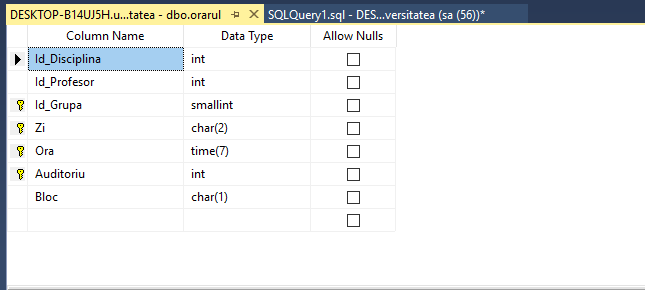 DESKTOP-B14UJ5H.u...tatea - dbo.orarul SQLQuery1.sql - DES...versitatea (sa (56))*
Column Name Data Type Allow Nulls
Id_Disciplina int
Id_Profesor int
Id_Grupa smallint
Zi char(2)
Ora time(7)
Auditoriu int
Bloc char(1)